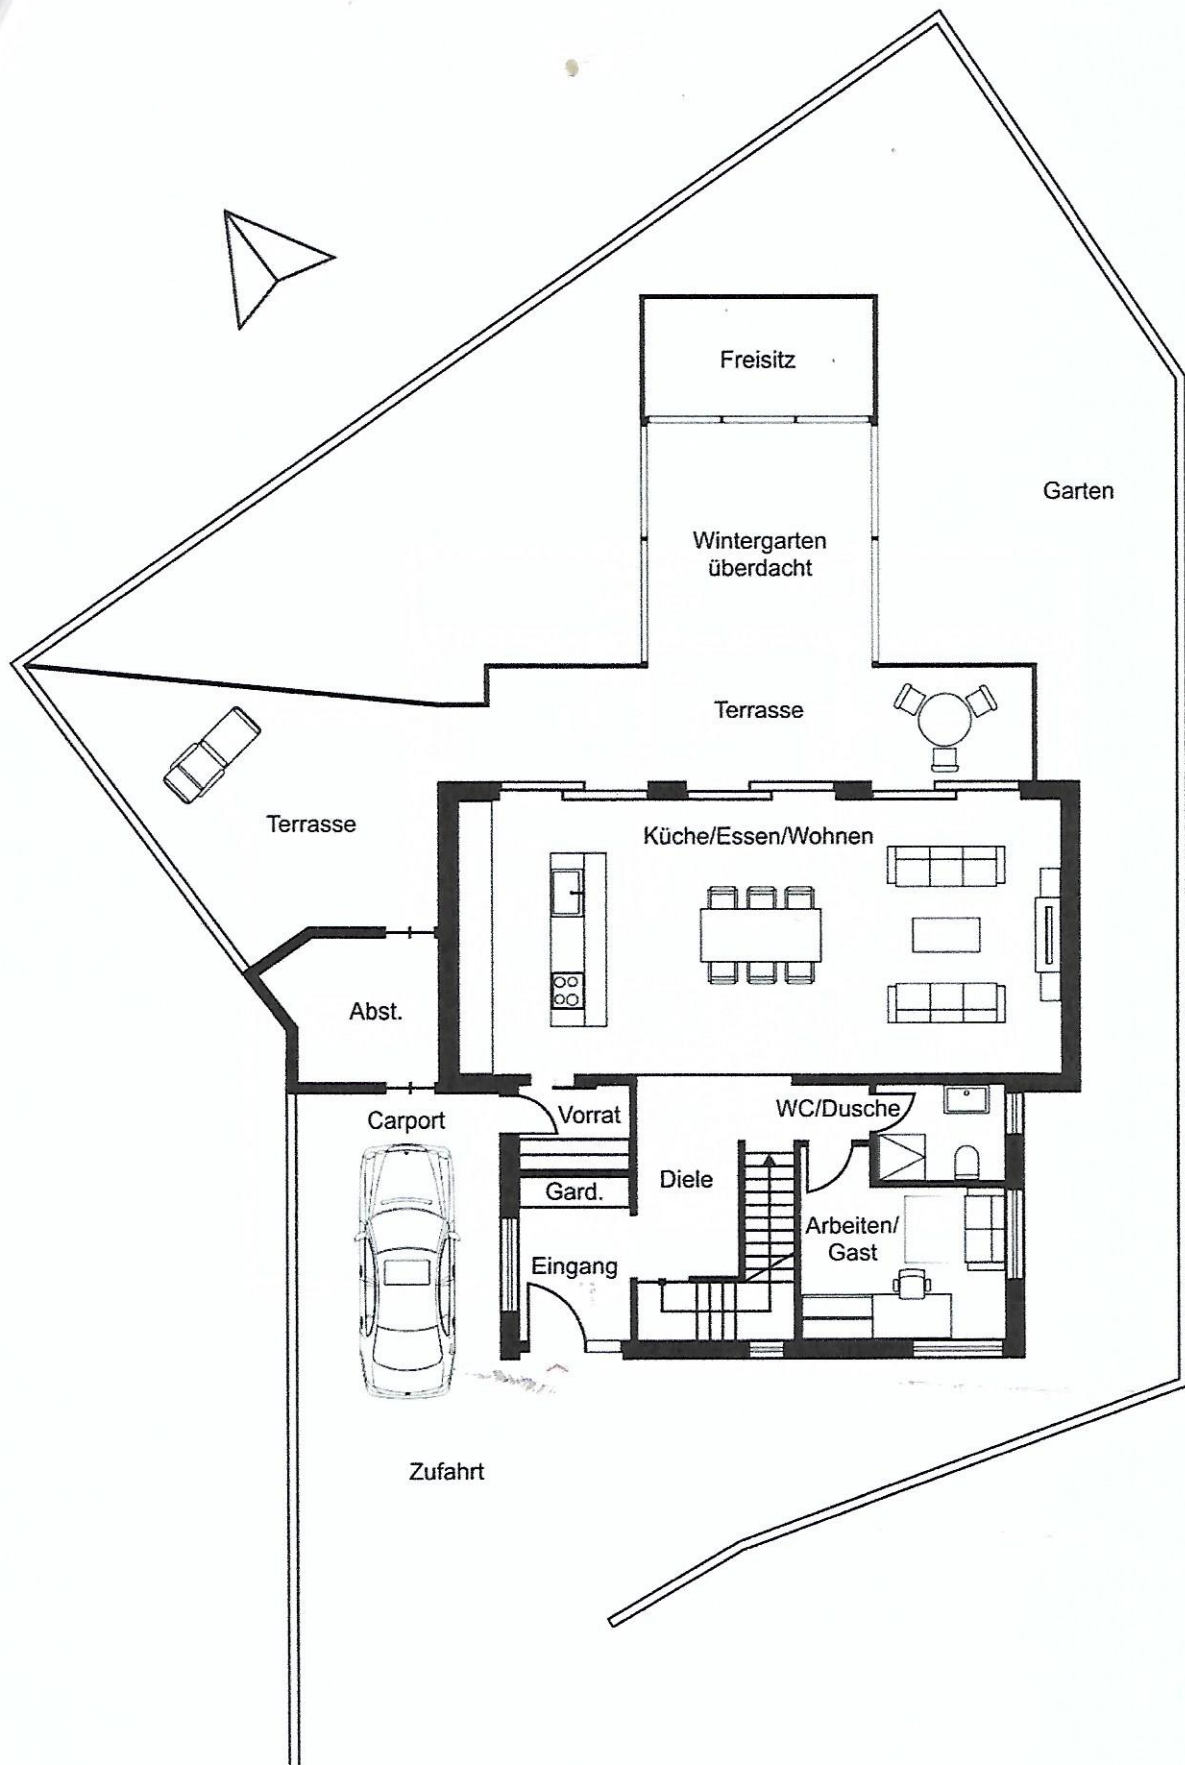 Freisitz
Garten
Wintergarten
überdacht
Terrasse
Terrasse
Küche/Essen/Wohnen
Abst.
Carport
Vorrat
WC/Dusche
Gard.
Diele
Arbeiten/
Gast
Eingang
Zufahrt